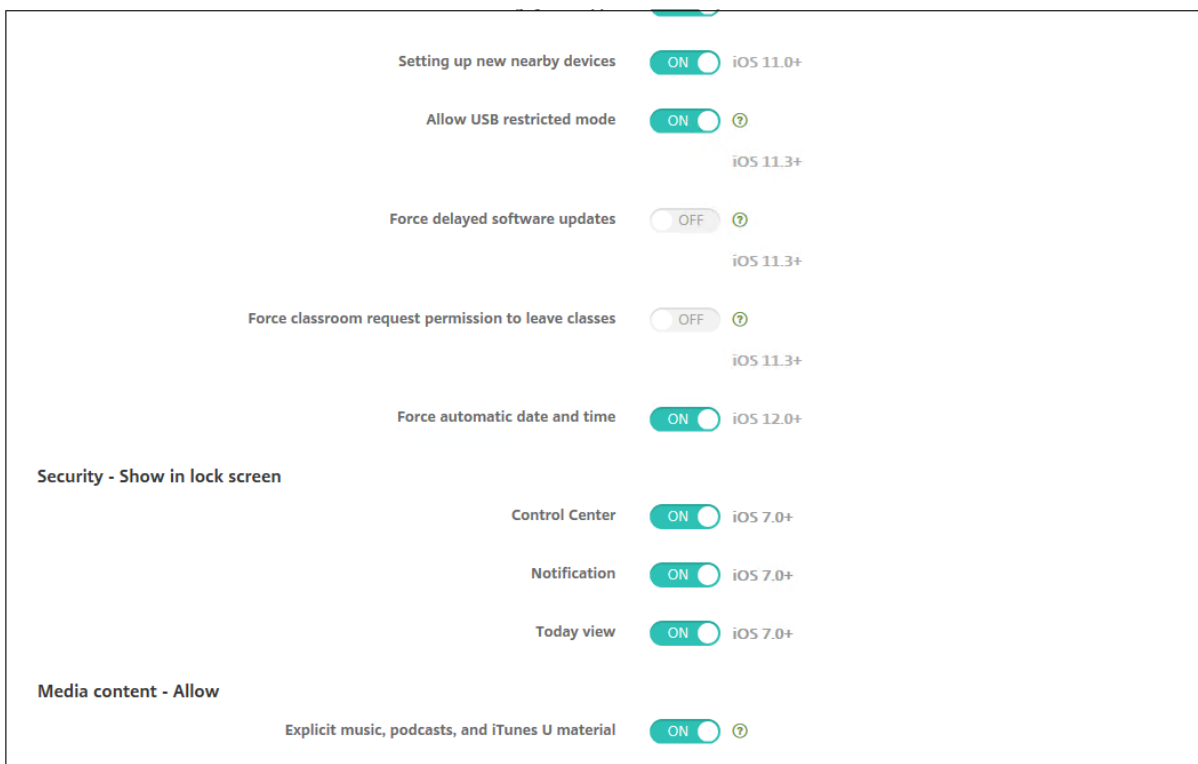 Setting up new nearby devices ON iOS 11.0+
Allow USB restricted mode ON ?
iOS 11.3+
Force delayed software updates OFF ?
iOS 11.3+
Force classroom request permission to leave classes OFF ?
iOS 11.3+
Force automatic date and time ON iOS 12.0+
Security - Show in lock screen
Control Center ON iOS 7.0+
Notification ON iOS 7.0+
Today view ON iOS 7.0+
Media content - Allow
Explicit music, podcasts, and iTunes U material ON ?